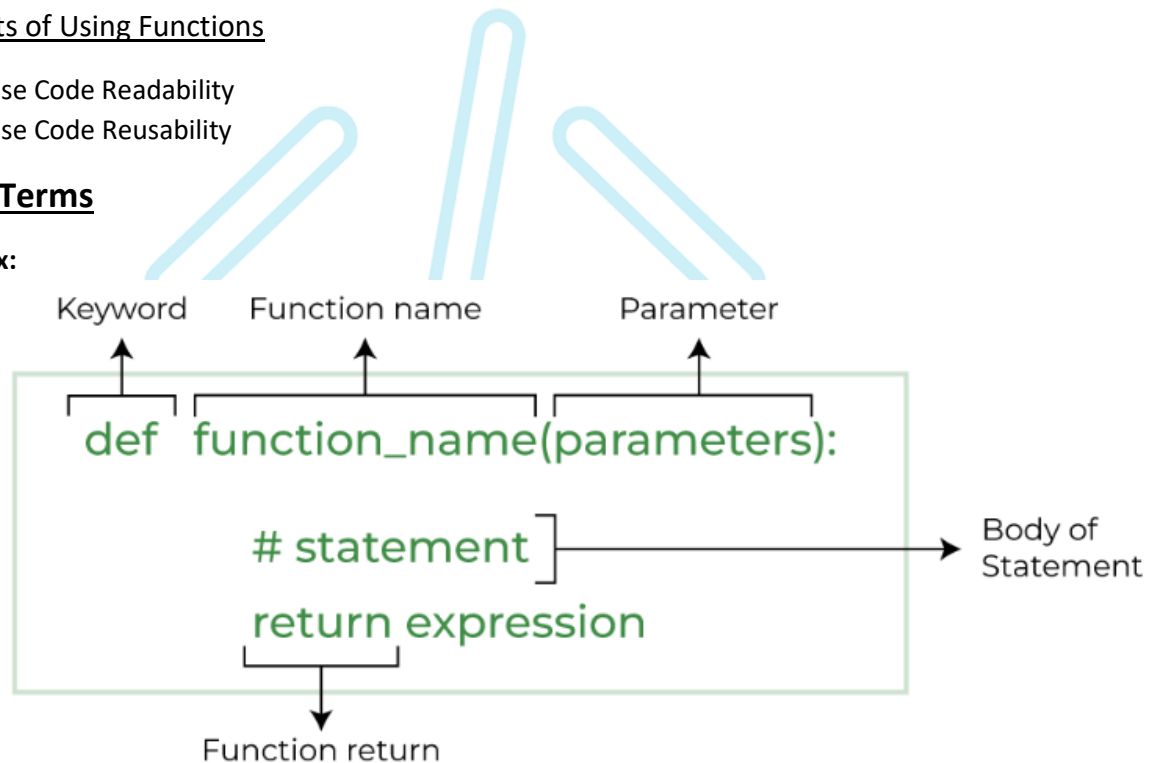 ts of Using Functions
se Code Readability
se Code Reusability
Terms
x:
Keyword Function name Parameter
def function_name(parameters):
# statement
Body of
Statement
return expression
Function return